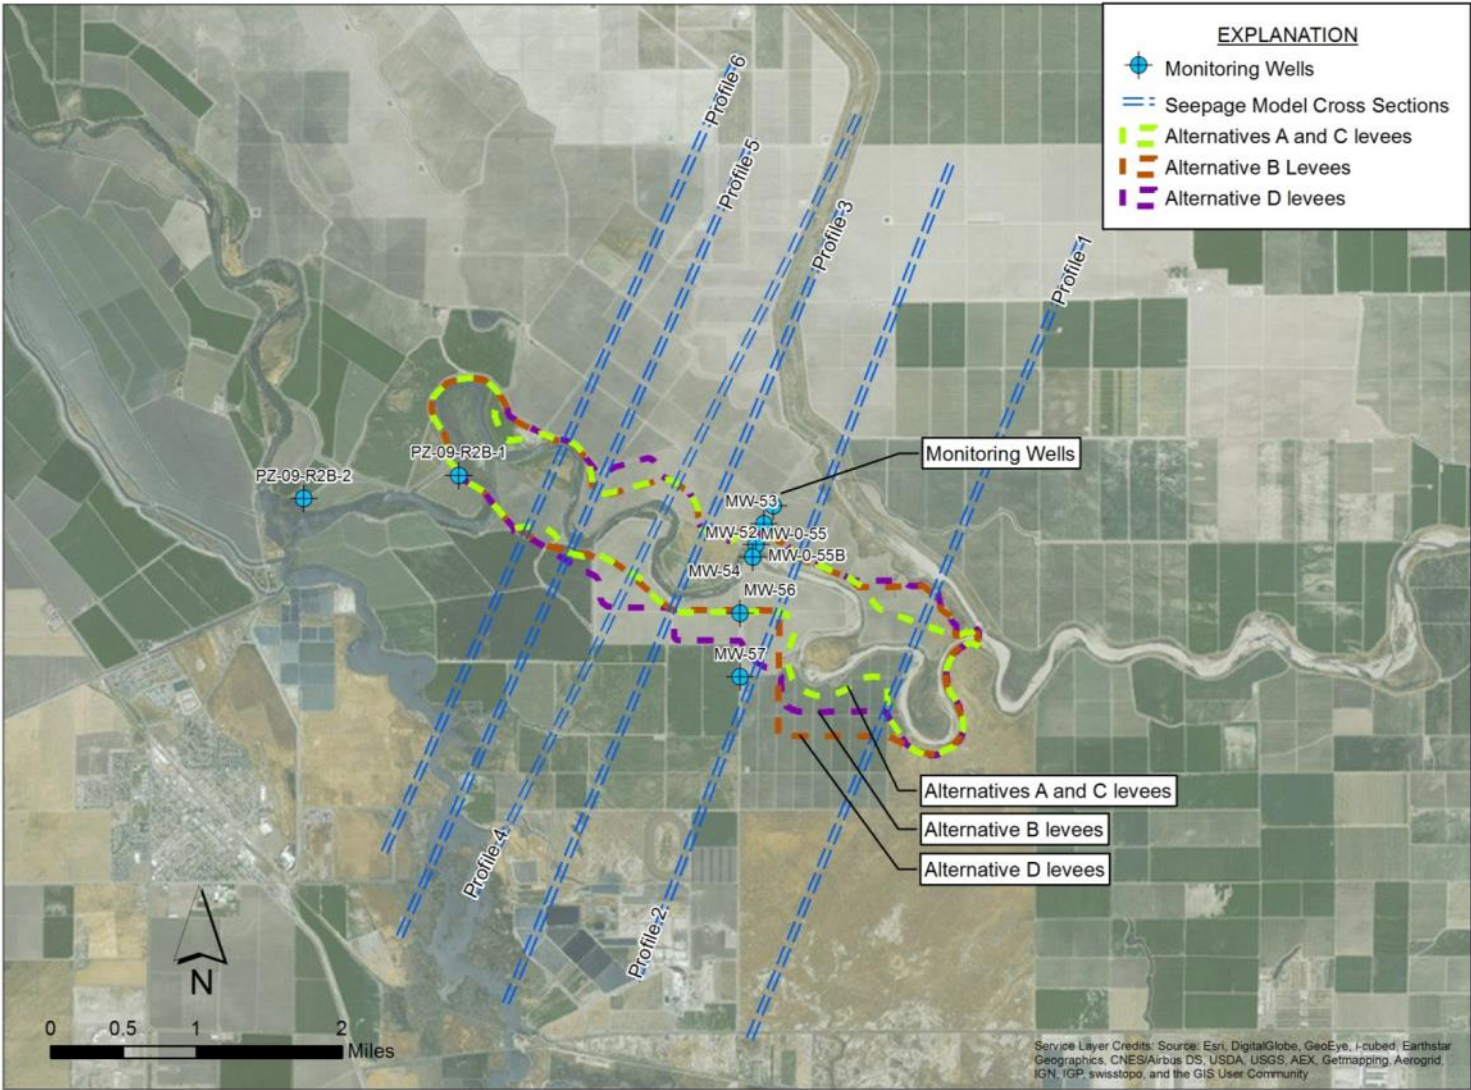 EXPLANATION
Monitoring Wells
Seepage Model Cross Sections
Alternatives A and C levees
Alternative B Levees
Alternative D levees
Profile 6
Profile 5
Profile 3
Profile 1
Monitoring Wells
PZ-09-R2B-1
PZ-09-R2B-2
MW-53
MW-52
MW-0-55
MW-0-55B
MW-54
MW-56
MW-57
Alternatives A and C levees
Alternative B levees
Alternative D levees
Profile 4
Profile 2
N
0 0.5 1 2
Miles
Service Layer Credits: Source: Esri, DigitalGlobe, GeoEye, i-cubed, Earthstar
Geographics, CNES/Airbus DS, USDA, USGS, AEX, Getmapping, Aerogrid,
IGN, IGP, swisstopo, and the GIS User Community